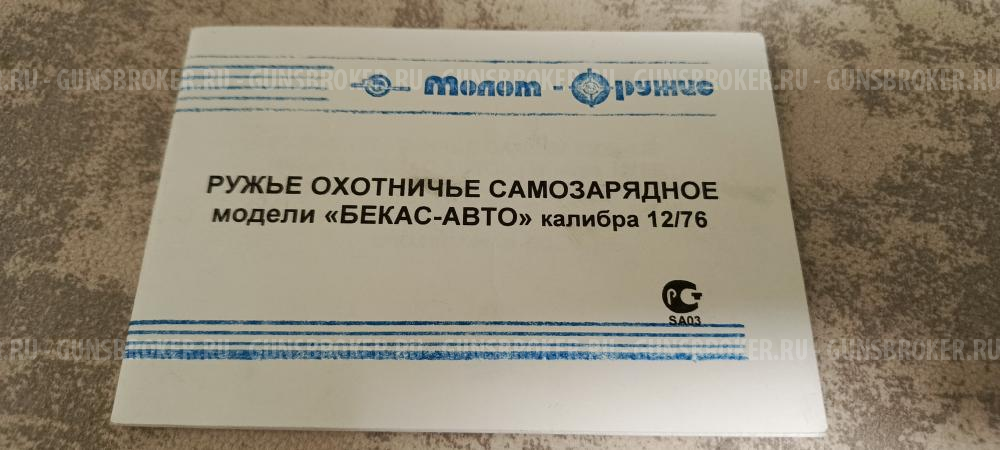 Молот - Оружие
РУЖЬЕ ОХОТНИЧЬЕ САМОЗАРЯДНОЕ
модели «БЕКАС-АВТО» калибра 12/76
SA03
GUNSBROKER.RU - GUNSBROKER.RU - GUNSBROKER.RU - GUNSBROKER.RU
GUNSBROKER.RU - GUNSBROKER.RU - GUNSBROKER.RU - GUNSBROKER.RU